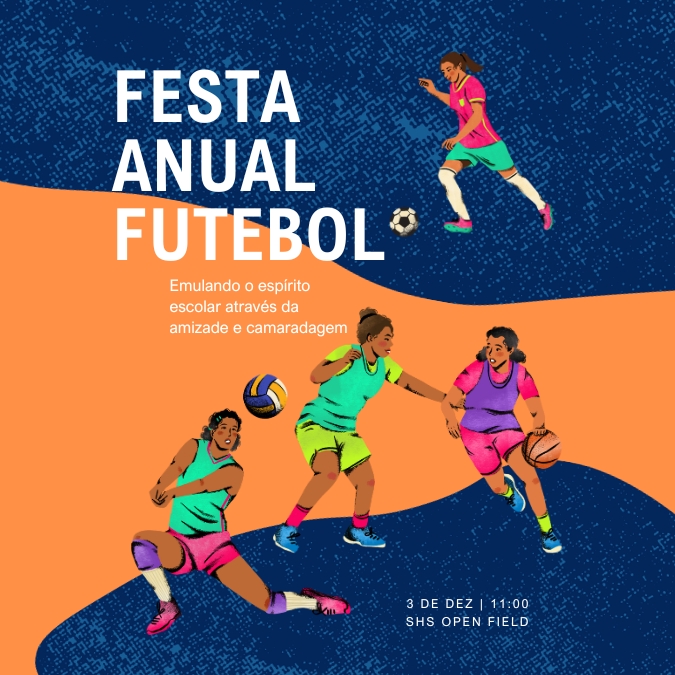 FESTA
ANUAL
FUTEBOL
Emulando o espírito
escolar através da
amizade e camaradagem
3 DE DEZ | 11:00
SHS OPEN FIELD